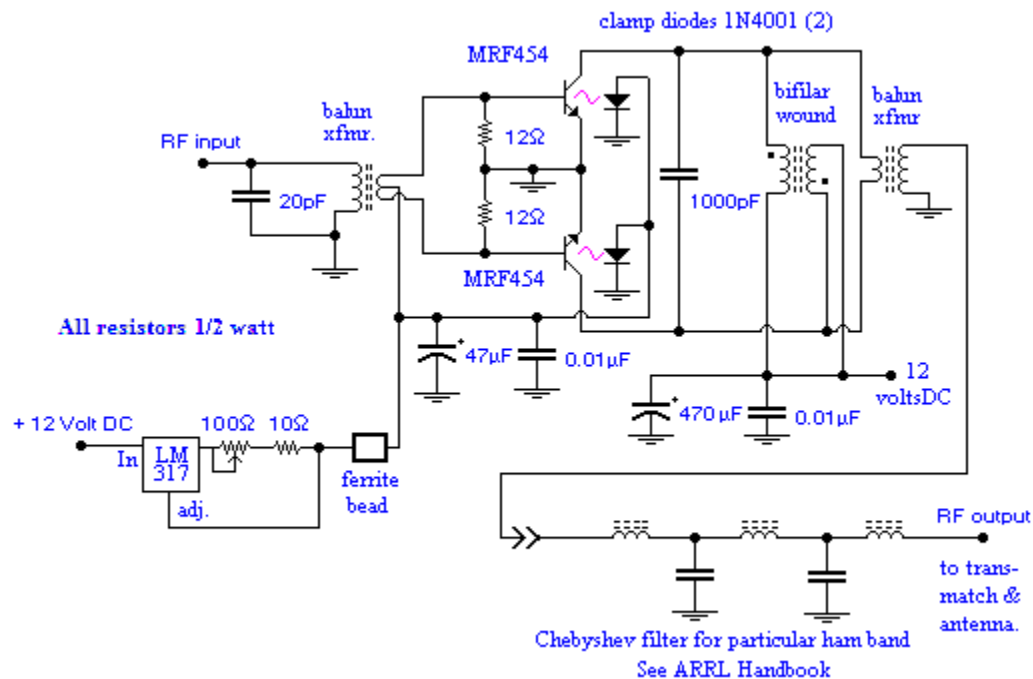 clamp diodes 1N4001 (2)
MRF454
balun
xfmr.
bifilar
wound
balun
xfmr
RF input
12Ω
20pF
12Ω
1000pF
MRF454
All resistors 1/2 watt
+
47µF
0.01µF
12
voltsDC
+
470 µF
0.01µF
+ 12 Volt DC
100Ω
10Ω
In
LM
317
ferrite
bead
adj.
RF output
to trans-
match &
antenna.
Chebyshev filter for particular ham band
See ARRL Handbook